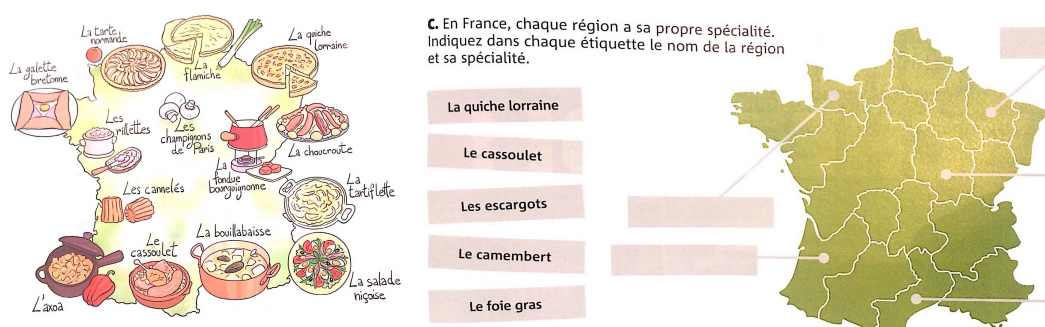 La tarte
normande
La
flamiche
La quiche
lorraine
La galette
bretonne
Les
rillettes
Les
champignons
de Paris
La choucroute
La
fondue
bourguignonne
Les cannelés
La
tartiflette
Le
cassoulet
La bouillabaisse
L'axoa
La salade
niçoise
C. En France, chaque région a sa propre spécialité.
Indiquez dans chaque étiquette le nom de la région
et sa spécialité.
La quiche lorraine
Le cassoulet
Les escargots
Le camembert
Le foie gras